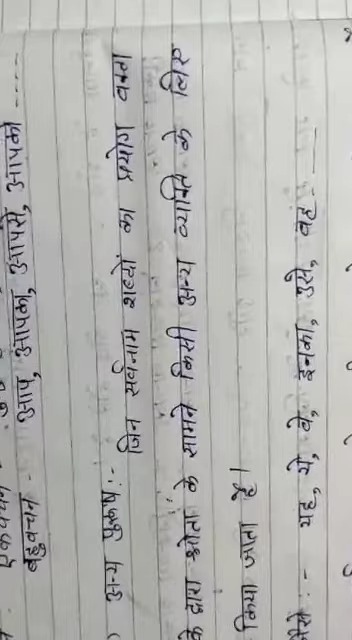 एकवचन -
बहुवचन - आप, आपका, आपसे, आपको ----
अन्य पुरूष :-
जिन सर्वनाम शब्दों का प्रयोग वक्ता
के द्वारा श्रोता के सामने किसी अन्य व्यक्ति के लिए
किया जाता है।
जैसे :- यह, ये, वे, इनका, उसे, वह - ---